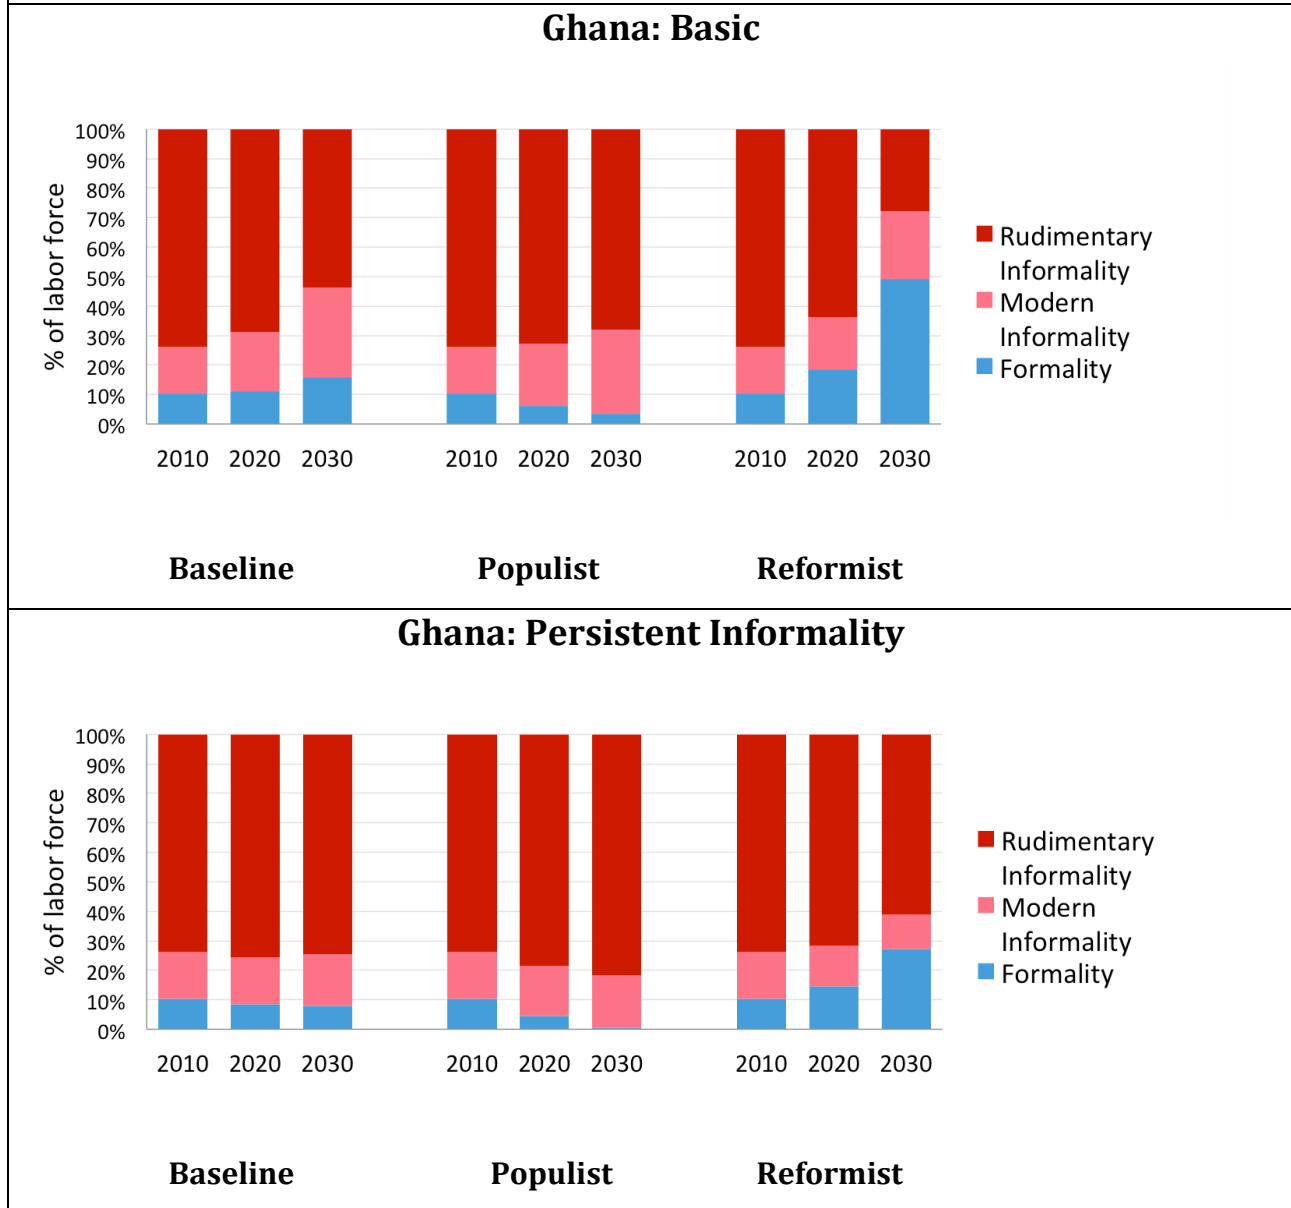 Ghana: Basic
% of labor force
100%
90%
80%
70%
60%
50%
40%
30%
20%
10%
0%
2010 2020 2030 2010 2020 2030 2010 2020 2030
Rudimentary
Informality
Modern
Informality
Formality
Baseline Populist Reformist
Ghana: Persistent Informality
% of labor force
100%
90%
80%
70%
60%
50%
40%
30%
20%
10%
0%
2010 2020 2030 2010 2020 2030 2010 2020 2030
Rudimentary
Informality
Modern
Informality
Formality
Baseline Populist Reformist